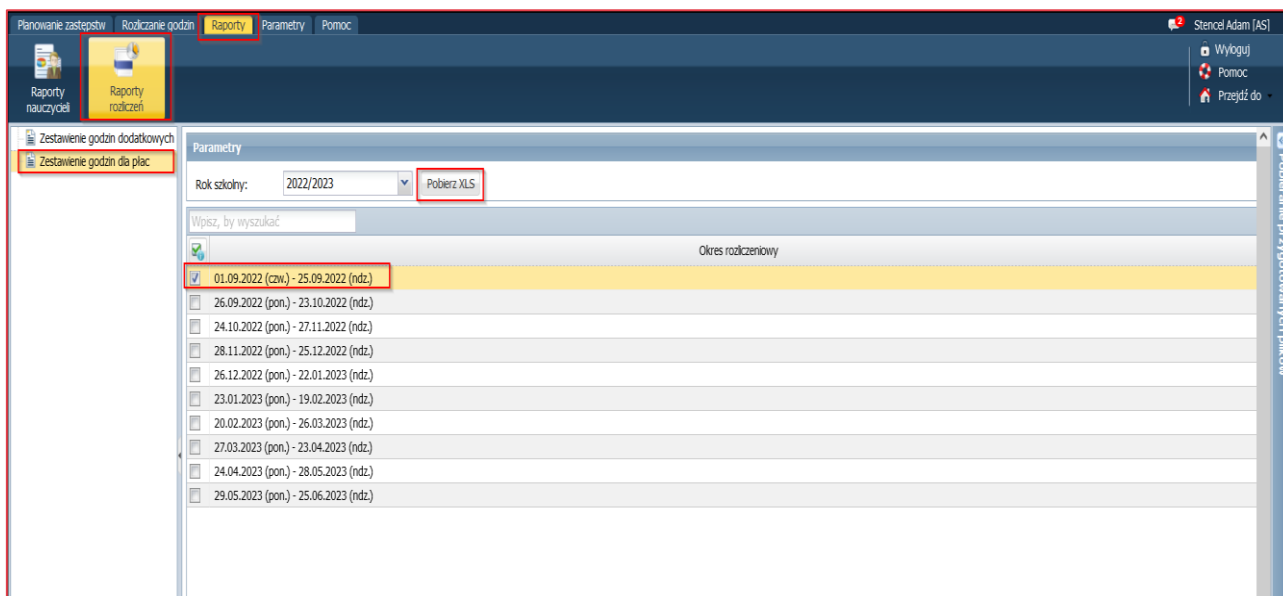 Planowanie zastępstw Rozliczanie godzin Raporty Parametry Pomoc
2 Stencel Adam [AS]
Wyloguj
Pomoc
Przejdź do
Raporty nauczycieli
Raporty rozliczeń
Zestawienie godzin dodatkowych
Zestawienie godzin dla płac
Parametry
Rok szkolny: 2022/2023 Pobierz XLS
Wpisz, by wyszukać
Okres rozliczeniowy
01.09.2022 (czw.) - 25.09.2022 (ndz.)
26.09.2022 (pon.) - 23.10.2022 (ndz.)
24.10.2022 (pon.) - 27.11.2022 (ndz.)
28.11.2022 (pon.) - 25.12.2022 (ndz.)
26.12.2022 (pon.) - 22.01.2023 (ndz.)
23.01.2023 (pon.) - 19.02.2023 (ndz.)
20.02.2023 (pon.) - 26.03.2023 (ndz.)
27.03.2023 (pon.) - 23.04.2023 (ndz.)
24.04.2023 (pon.) - 28.05.2023 (ndz.)
29.05.2023 (pon.) - 25.06.2023 (ndz.)
Pobieranie przygotowanych plików